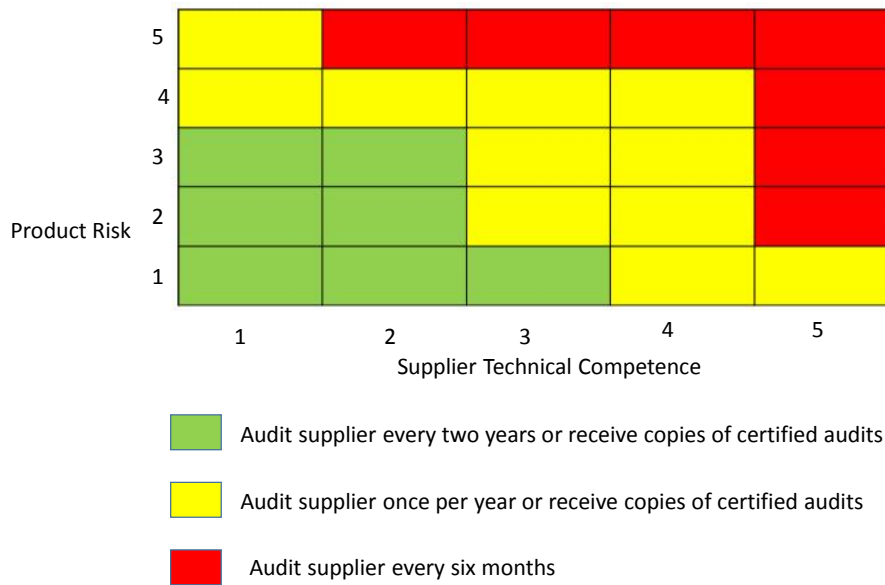 5
4
3
2
Product Risk
1
1 2 3 4 5
Supplier Technical Competence
Audit supplier every two years or receive copies of certified audits
Audit supplier once per year or receive copies of certified audits
Audit supplier every six months